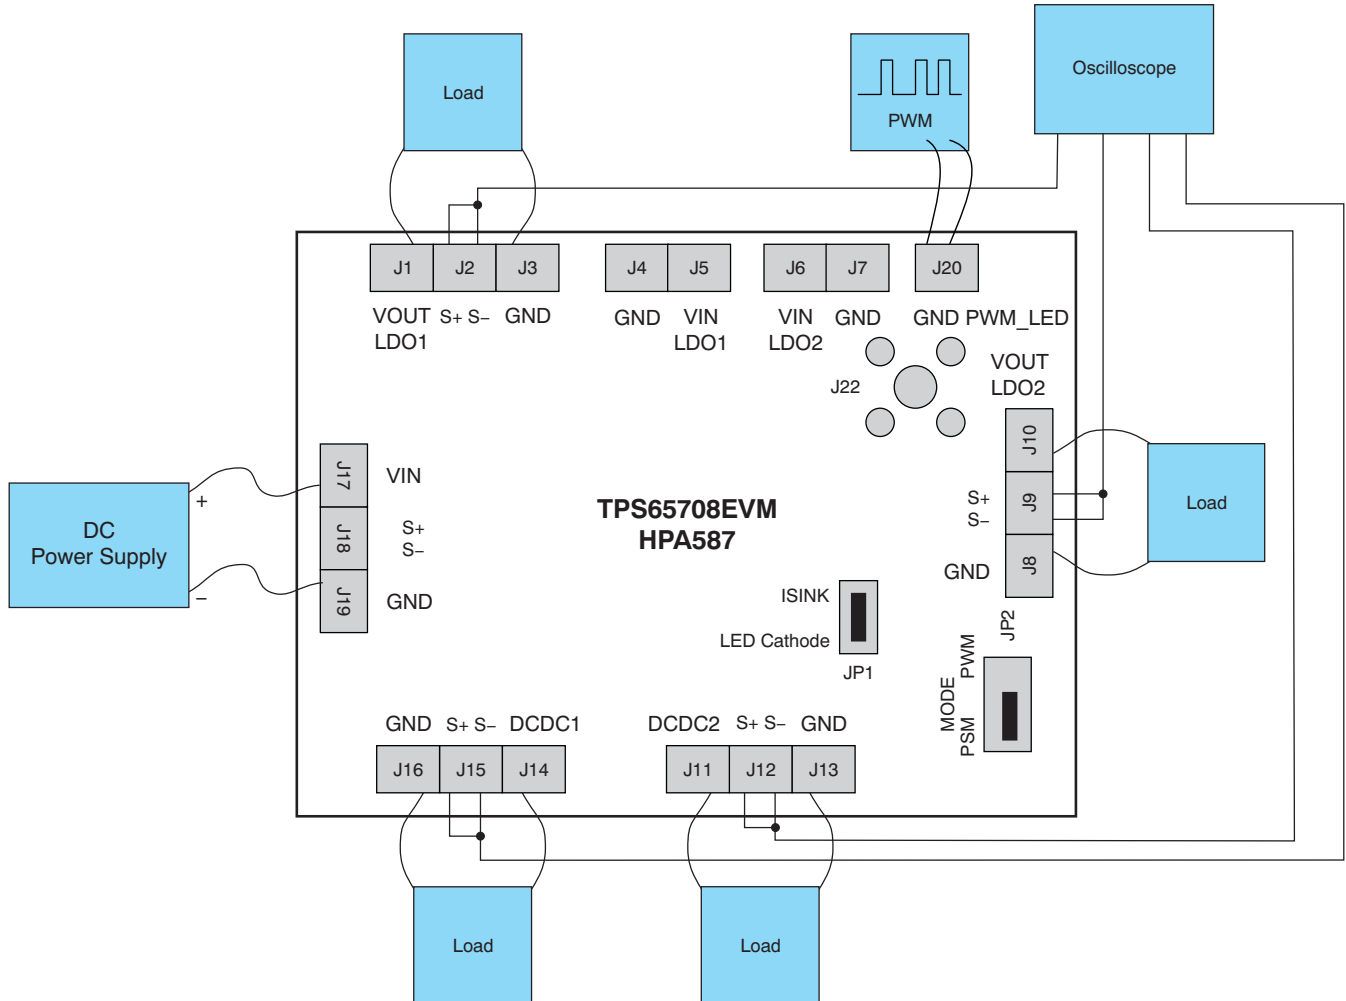 Oscilloscope
Load
PWM
J1 J2 J3
J4 J5
J6 J7
J20
VOUT
LDO1
S+ S−
GND
GND
VIN
LDO1
VIN
LDO2
GND
GND PWM_LED
J22
VOUT
LDO2
J10
J9
J8
S+
S−
GND
Load
DC
Power Supply
+
−
J17
J18
J19
VIN
S+
S−
GND
TPS65708EVM
HPA587
ISINK
LED Cathode
JP1
JP2
MODE
PSM PWM
GND S+ S− DCDC1
J16 J15 J14
DCDC2 S+ S− GND
J11 J12 J13
Load
Load